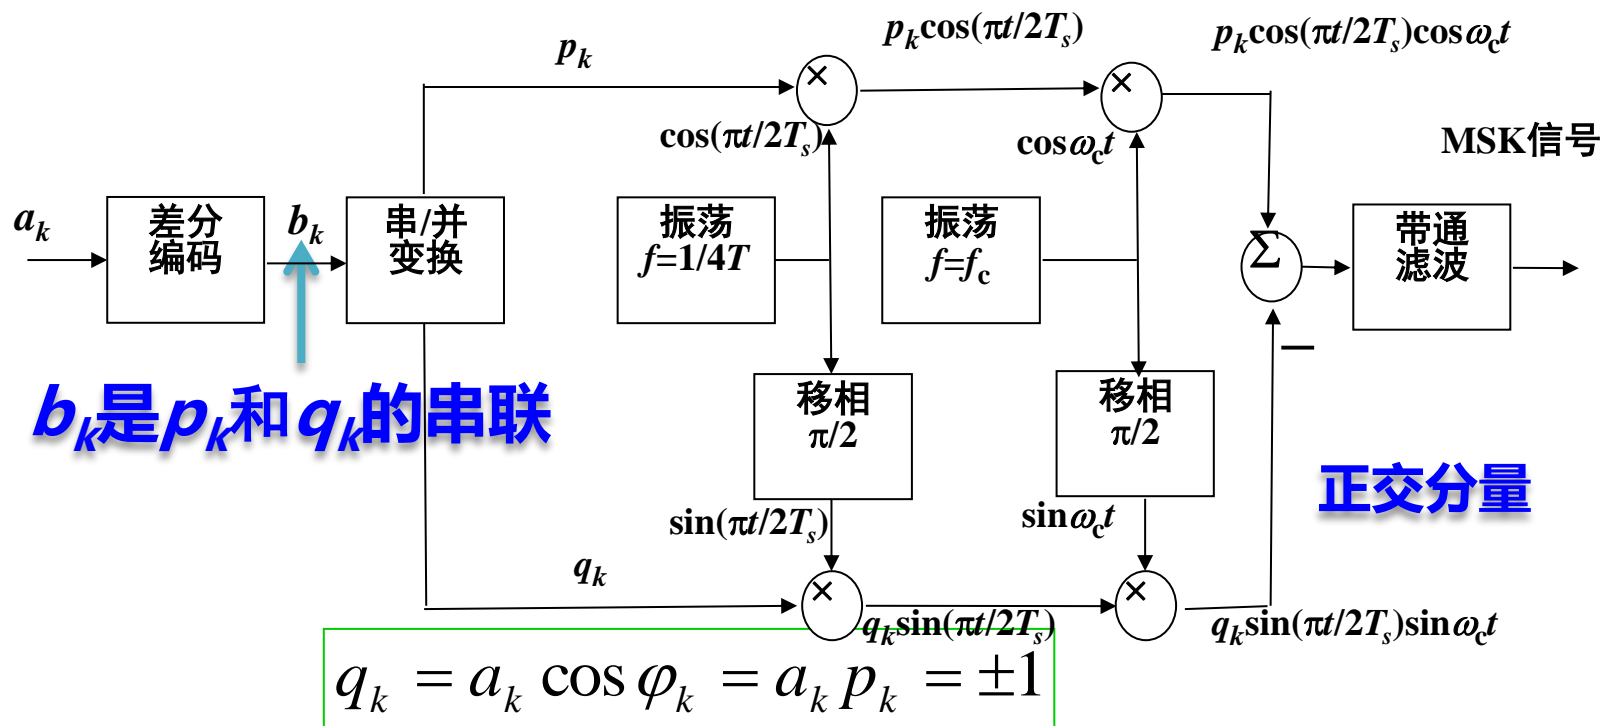 p_k
p_k cos(πt/2T_s)
p_k cos(πt/2T_s)cosω_c t
×
×
cos(πt/2T_s)
cosω_c t
MSK信号
a_k
差分
编码
b_k
串/并
变换
振荡
f=1/4T
振荡
f=f_c
Σ
带通
滤波
−
b_k是p_k和q_k的串联
移相
π/2
移相
π/2
正交分量
sin(πt/2T_s)
sinω_c t
q_k
×
×
q_k sin(πt/2T_s)
q_k sin(πt/2T_s)sinω_c t
q_k = a_k cos φ_k = a_k p_k = ±1